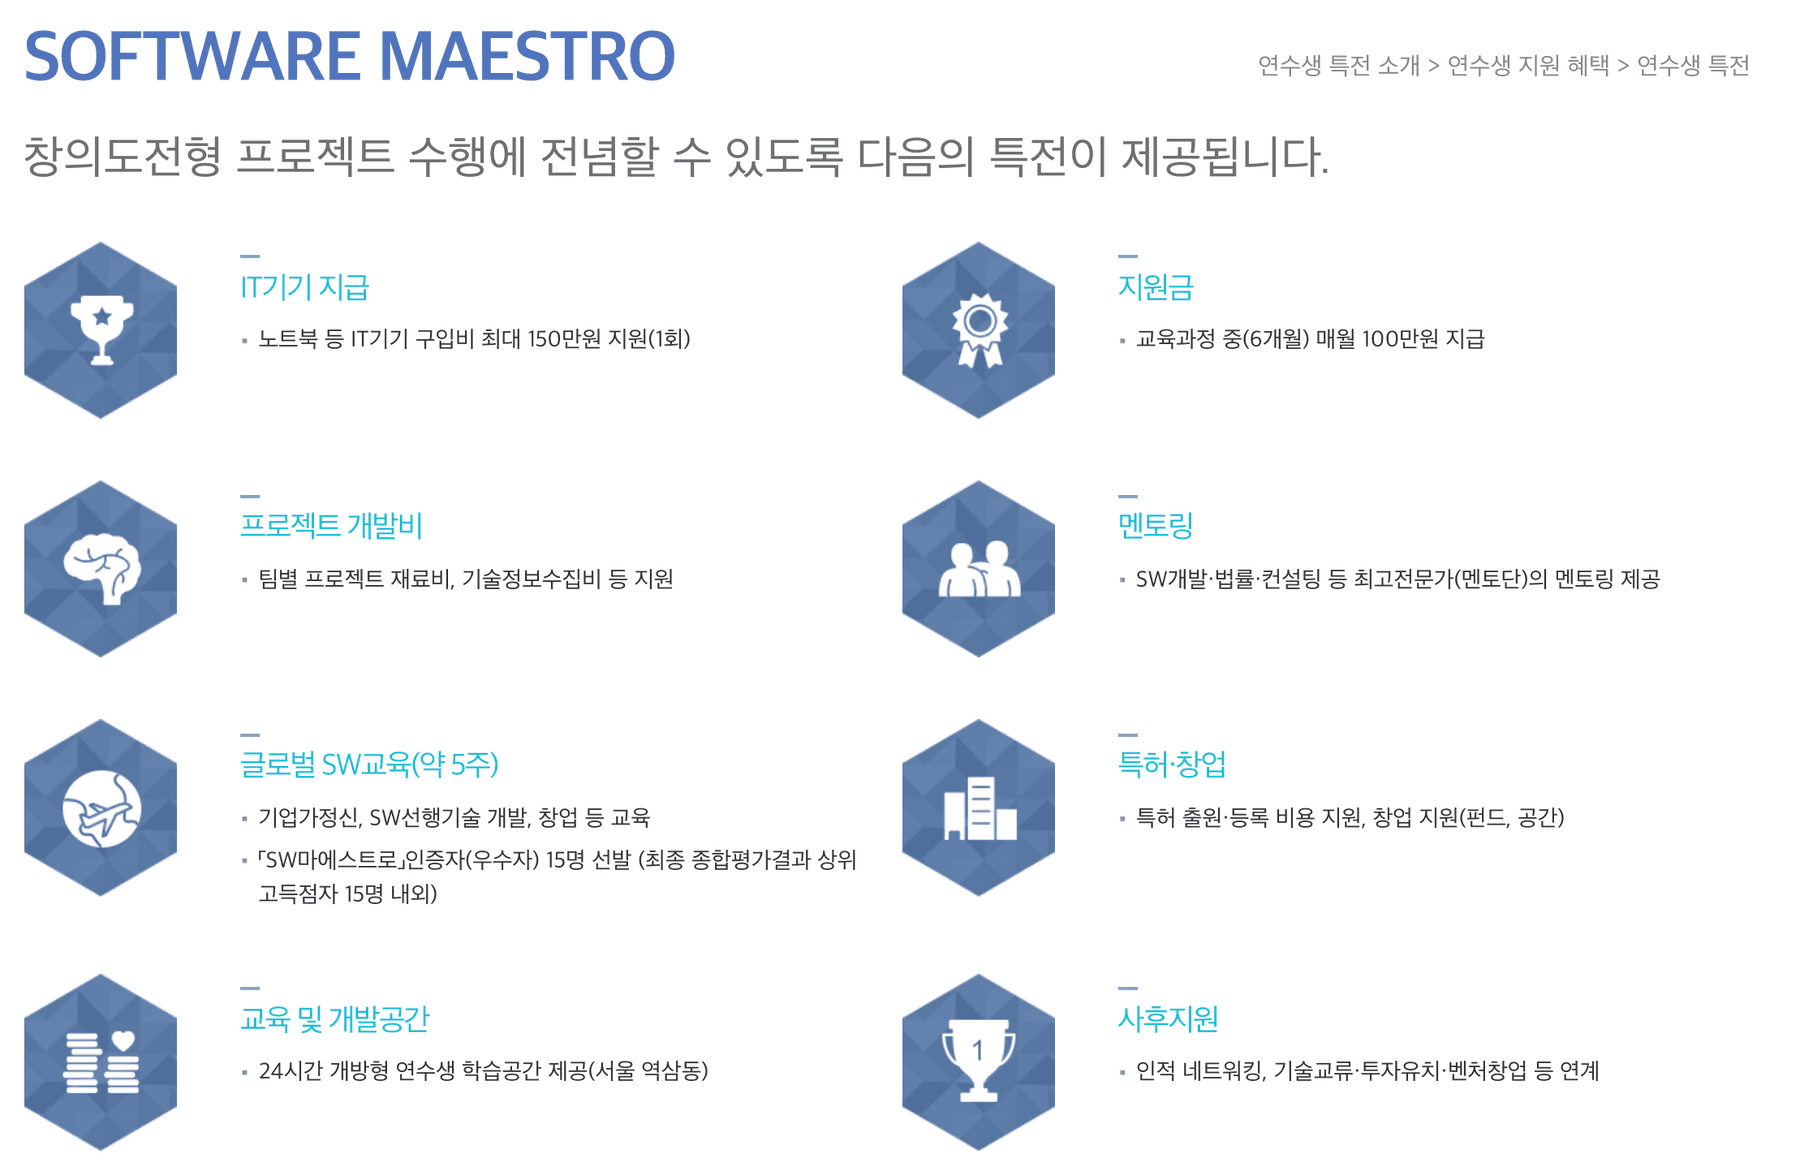 SOFTWARE MAESTRO
연수생 특전 소개 > 연수생 지원 혜택 > 연수생 특전
창의도전형 프로젝트 수행에 전념할 수 있도록 다음의 특전이 제공됩니다.
IT기기 지급
▪ 노트북 등 IT기기 구입비 최대 150만원 지원(1회)
지원금
▪ 교육과정 중(6개월) 매월 100만원 지급
프로젝트 개발비
▪ 팀별 프로젝트 재료비, 기술정보수집비 등 지원
멘토링
▪ SW개발·법률·컨설팅 등 최고전문가(멘토단)의 멘토링 제공
글로벌 SW교육(약 5주)
▪ 기업가정신, SW선행기술 개발, 창업 등 교육
▪ 「SW마에스트로」인증자(우수자) 15명 선발 (최종 종합평가결과 상위
고득점자 15명 내외)
특허·창업
▪ 특허 출원·등록 비용 지원, 창업 지원(펀드, 공간)
교육 및 개발공간
▪ 24시간 개방형 연수생 학습공간 제공(서울 역삼동)
1
사후지원
▪ 인적 네트워킹, 기술교류·투자유치·벤처창업 등 연계